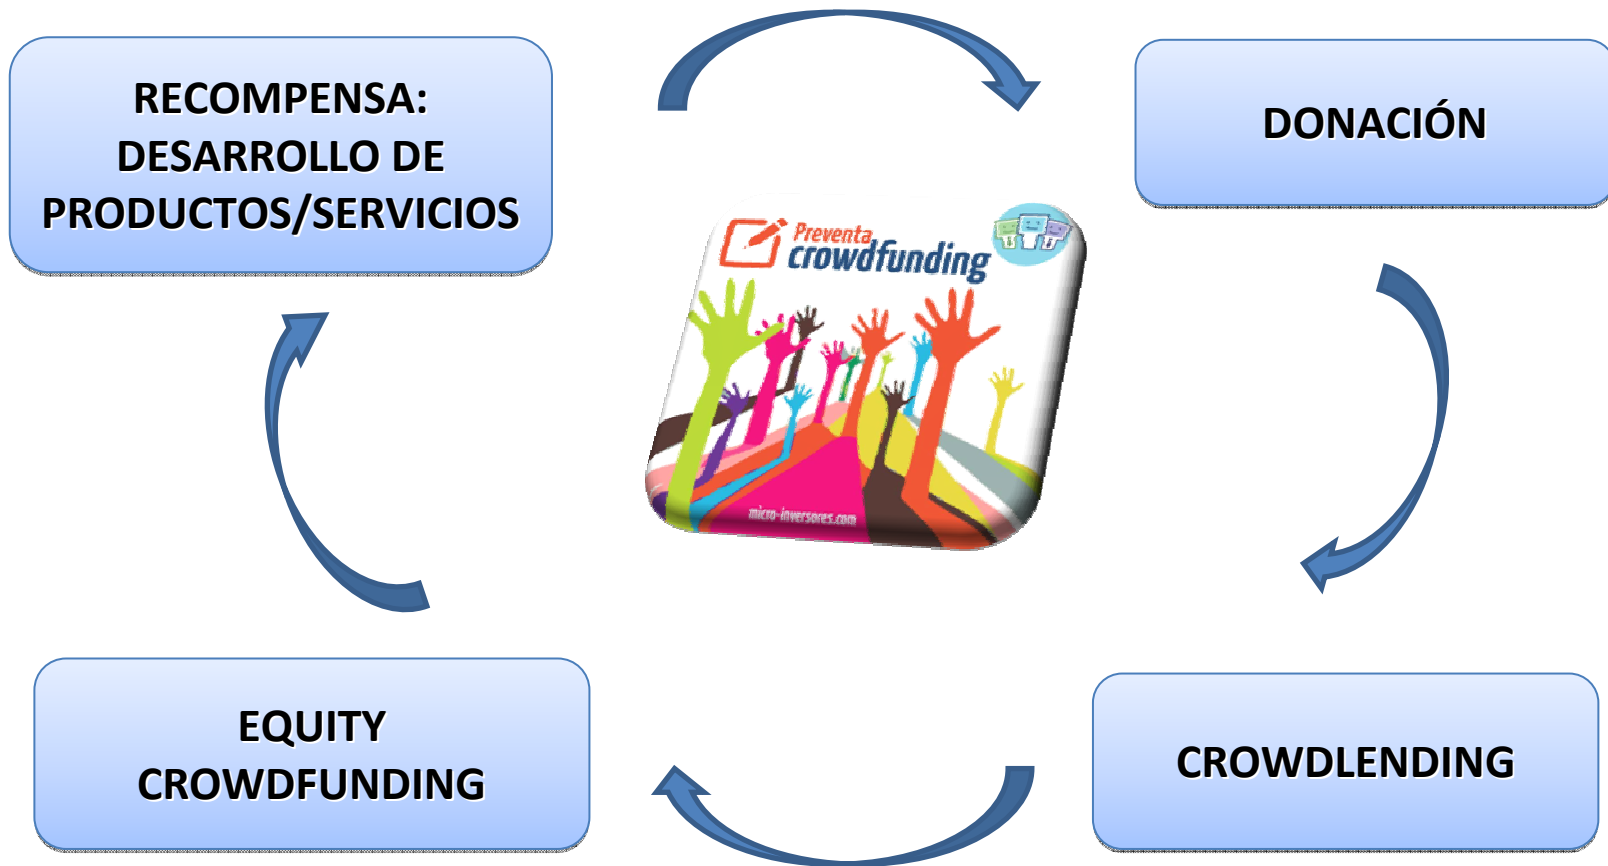 RECOMPENSA:
DESARROLLO DE
PRODUCTOS/SERVICIOS
DONACIÓN
Preventa
crowdfunding
micro-inversores.com
EQUITY
CROWDFUNDING
CROWDLENDING